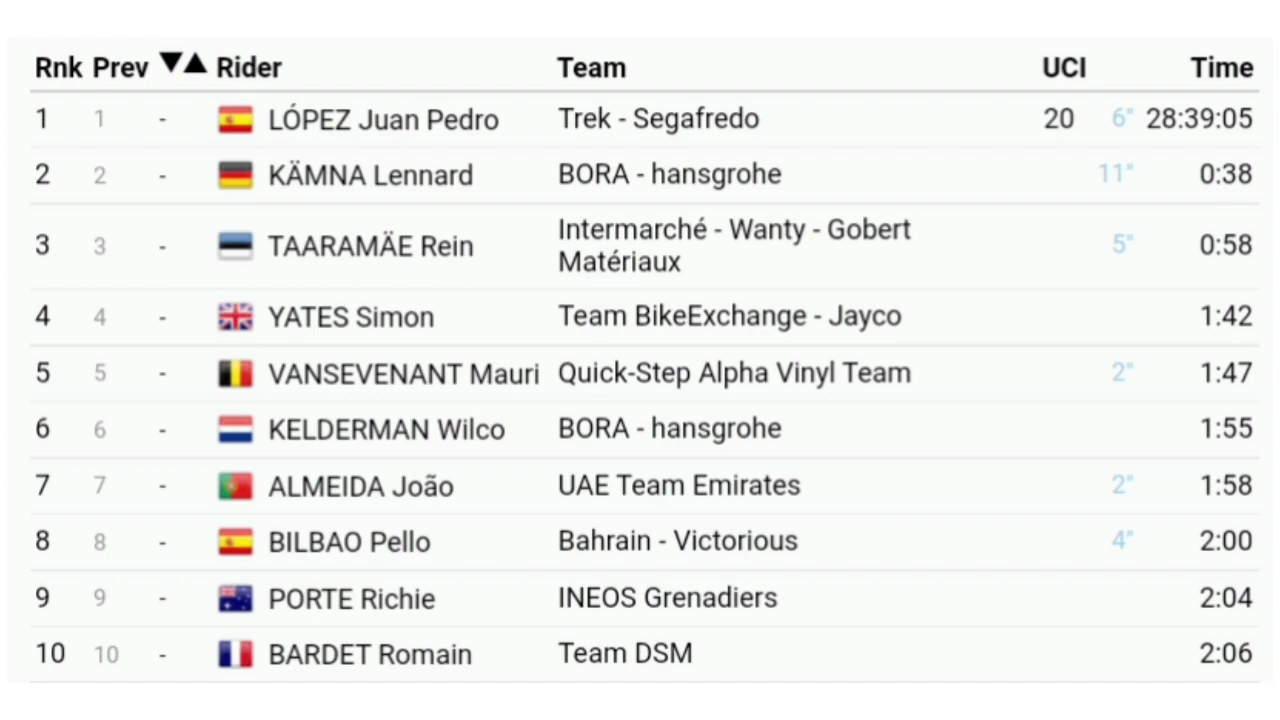 Rnk Prev ▼▲ Rider Team UCI Time
1 1 - LÓPEZ Juan Pedro Trek - Segafredo 20 6" 28:39:05
2 2 - KÄMNA Lennard BORA - hansgrohe 11" 0:38
3 3 - TAARAMÄE Rein Intermarché - Wanty - Gobert
Matériaux 5" 0:58
4 4 - YATES Simon Team BikeExchange - Jayco 1:42
5 5 - VANSEVENANT Mauri Quick-Step Alpha Vinyl Team 2" 1:47
6 6 - KELDERMAN Wilco BORA - hansgrohe 1:55
7 7 - ALMEIDA João UAE Team Emirates 2" 1:58
8 8 - BILBAO Pello Bahrain - Victorious 4" 2:00
9 9 - PORTE Richie INEOS Grenadiers 2:04
10 10 - BARDET Romain Team DSM 2:06